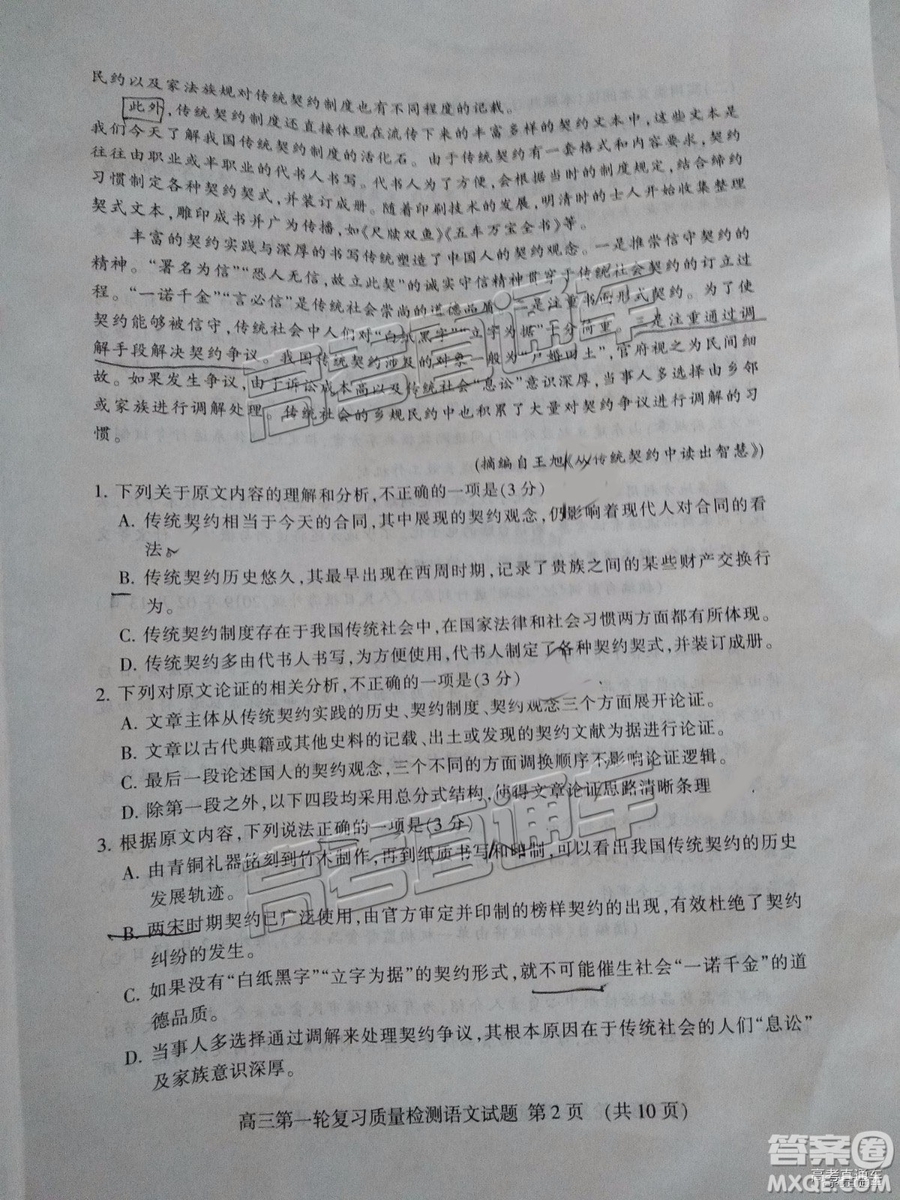 民约以及家法族规对传统契约制度也有不同程度的记载。
此外,传统契约制度还直接体现在流传下来的丰富多样的契约文本中,这些文本是
我们今天了解我国传统契约制度的活化石。由于传统契约有一套格式和内容要求,契约
往往由职业或半职业的代书人书写。代书人为了方便,会根据当时的制度规定,结合缔约
习惯制定各种契约契式,并装订成册。随着印刷技术的发展,明清时的士人开始收集整理
契式文本,雕印成书并广为传播,如《尺牍双鱼》《五车万宝全书》等。
丰富的契约实践与深厚的书写传统塑造了中国人的契约观念。一是推崇信守契约的
精神。“署名为信”“恐人无信,故立此契”的诚实守信精神贯穿于传统社会契约的订立过
程。“一诺千金”“言必信”是传统社会崇尚的道德品质。二是注重书面形式契约。为了使
契约能够被信守,传统社会中人们对“白纸黑字”“立字为据”十分倚重。三是注重通过调
解手段解决契约争议。我国传统契约涉及的对象一般为“户婚田土”,官府视之为民间细
故。如果发生争议,由于诉讼成本高以及传统社会“息讼”意识深厚,当事人多选择由乡邻
或家族进行调解处理。传统社会的乡规民约中也积累了大量对契约争议进行调解的习
惯。
(摘编自王旭《从传统契约中读出智慧》)
1. 下列关于原文内容的理解和分析,不正确的一项是(3分)
A. 传统契约相当于今天的合同,其中展现的契约观念,仍影响着现代人对合同的看
法。
B. 传统契约历史悠久,其最早出现在西周时期,记录了贵族之间的某些财产交换行
为。
C. 传统契约制度存在于我国传统社会中,在国家法律和社会习惯两方面都有所体现。
D. 传统契约多由代书人书写,为方便使用,代书人制定了各种契约契式,并装订成册。
2. 下列对原文论证的相关分析,不正确的一项是(3分)
A. 文章主体从传统契约实践的历史、契约制度、契约观念三个方面展开论证。
B. 文章以古代典籍或其他史料的记载、出土或发现的契约文献为据进行论证。
C. 最后一段论述国人的契约观念,三个不同的方面调换顺序不影响论证逻辑。
D. 除第一段之外,以下四段均采用总分式结构,使得文章论证思路清晰条理
3. 根据原文内容,下列说法正确的一项是(3分)
A. 由青铜礼器铭刻到竹木制作,再到纸质书写和印制,可以看出我国传统契约的历史
发展轨迹。
B. 两宋时期契约已广泛使用,由官方审定并印制的榜样契约的出现,有效杜绝了契约
纠纷的发生。
C. 如果没有“白纸黑字”“立字为据”的契约形式,就不可能催生社会“一诺千金”的道
德品质。
D. 当事人多选择通过调解来处理契约争议,其根本原因在于传统社会的人们“息讼”
及家族意识深厚。
高三第一轮复习质量检测语文试题 第2页 (共10页)
高考直通车
高考直通车
答案圈
高考直通车
MXQE.COM